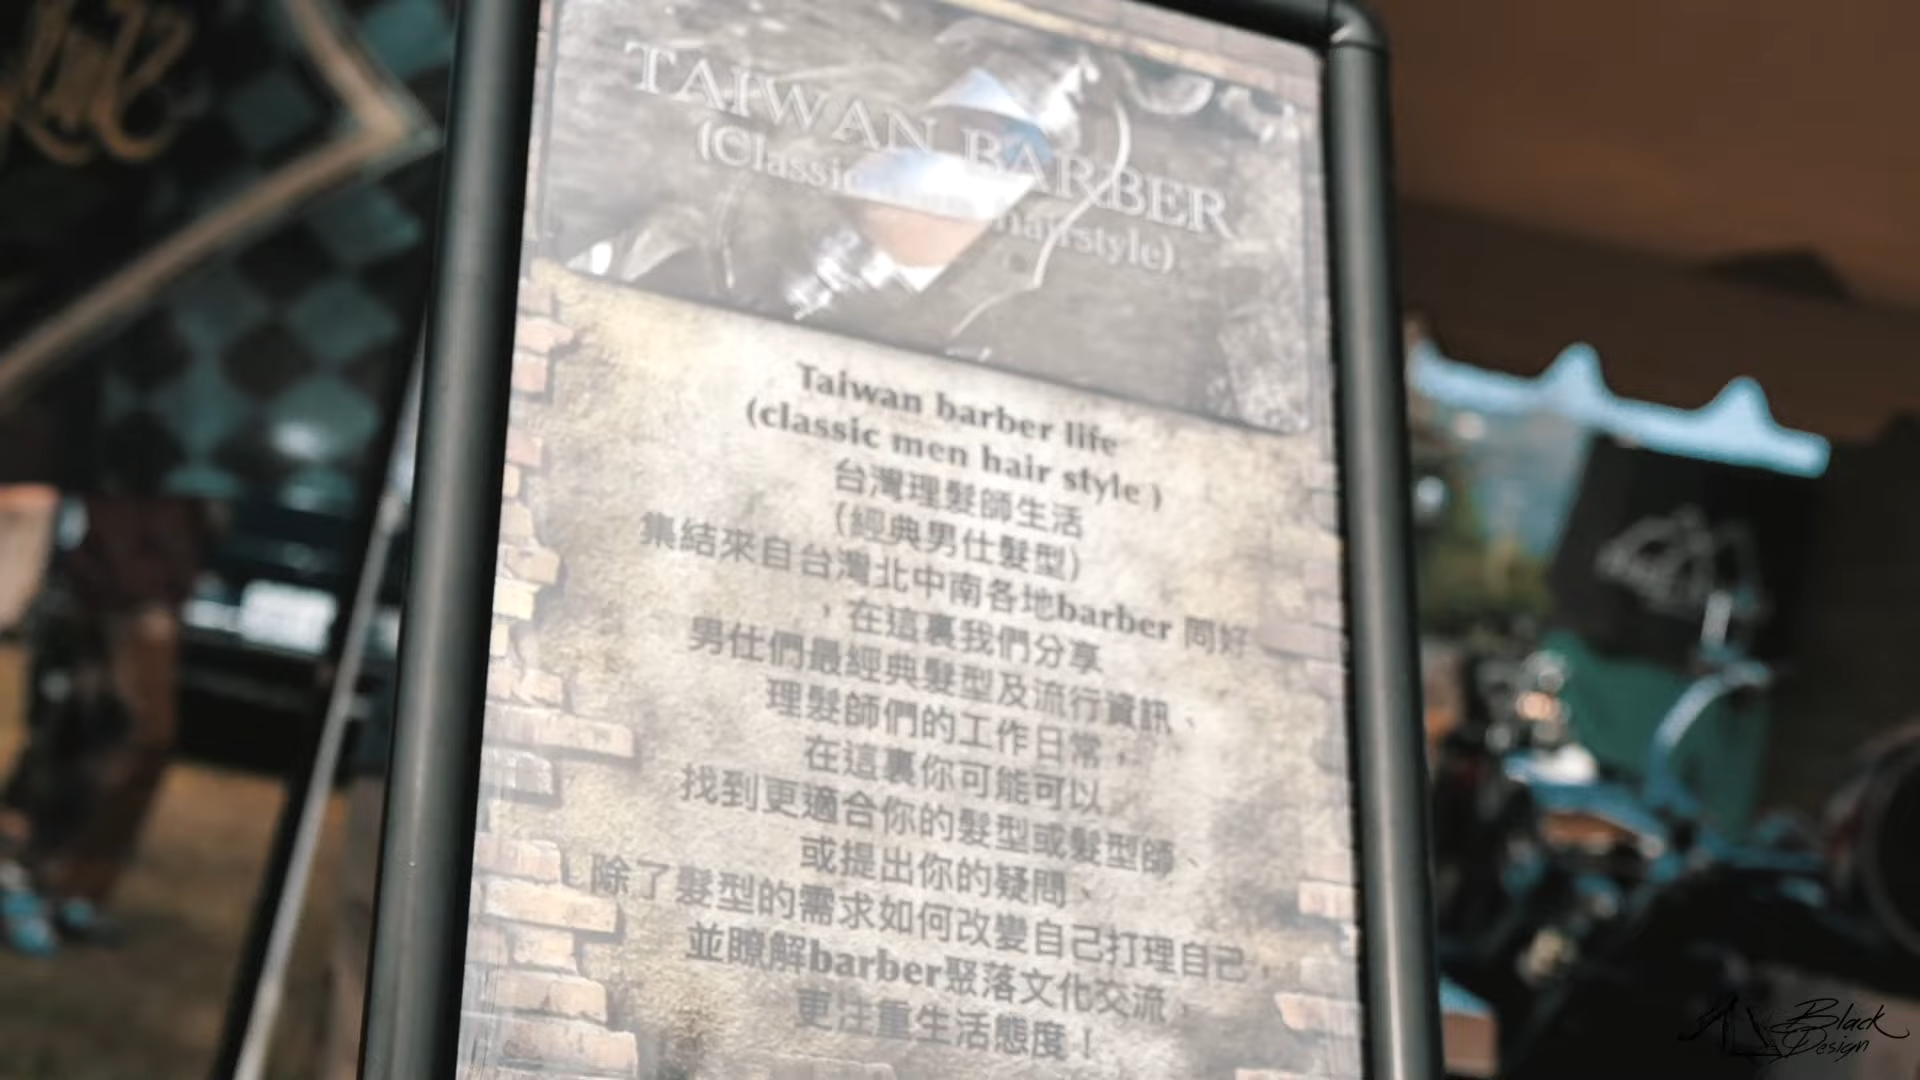 TAIWAN BARBER
(Classic hairstyle)
Taiwan barber life
(classic men hair style )
台灣理髮師生活
(經典男仕髮型)
集結來自台灣北中南各地barber 問好
，在這裏我們分享
男仕們最經典髮型及流行資訊、
理髮師們的工作日常，
在這裏你可能可以
找到更適合你的髮型或髮型師、
或提出你的疑問、
除了髮型的需求如何改變自己打理自己，
並瞭解barber聚落文化交流，
更注重生活態度！
Black
Design